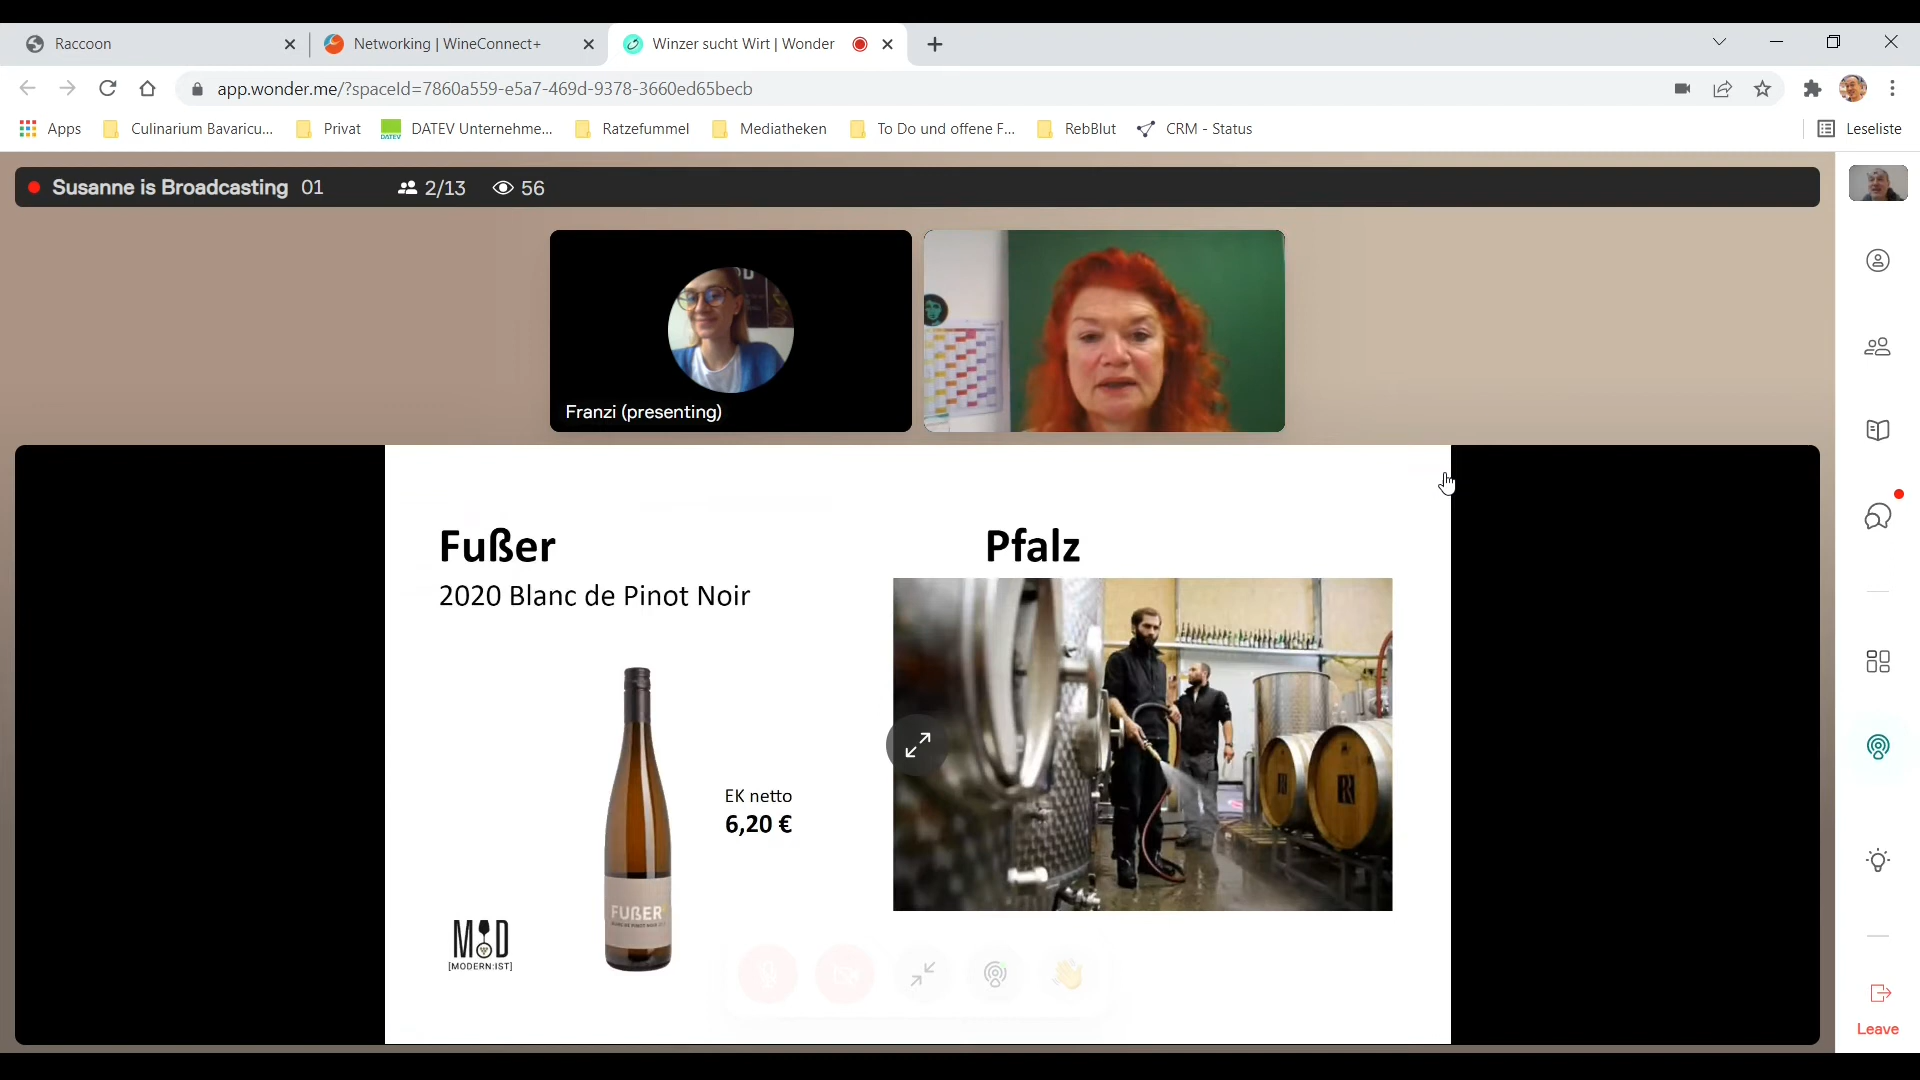 Raccoon
Networking | WineConnect+
Winzer sucht Wirt | Wonder
app.wonder.me/?spaceId=7860a559-e5a7-469d-9378-3660ed65becb
Apps
Culinarium Bavaricu...
Privat
DATEV
DATEV Unternehme...
Ratzefummel
Mediatheken
To Do und offene F...
RebBlut
CRM - Status
Leseliste
Susanne is Broadcasting 01
2/13
56
Franzi (presenting)
Fußer
Pfalz
2020 Blanc de Pinot Noir
EK netto
6,20 €
FUßER
M D
[MODERN:IST]
Leave